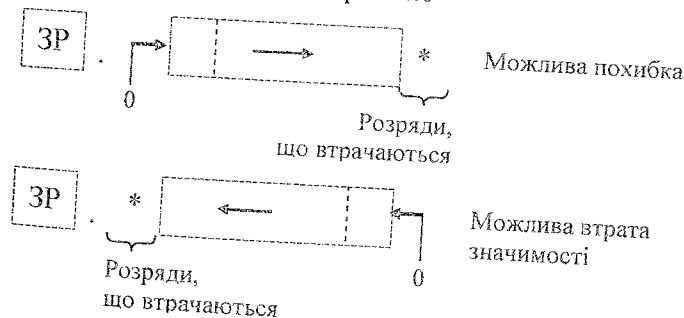 ЗР . 0 * Можлива похибка
Розряди,
що втрачаються
ЗР . * 0 Можлива втрата
значимості
Розряди,
що втрачаються